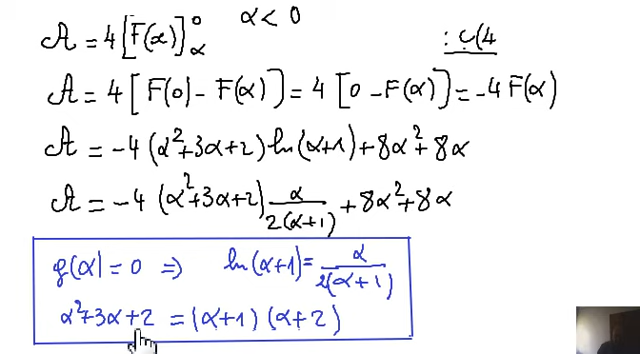 𝒜 = 4 [F(x)]₍α₎⁰   α < 0
: ب(4
𝒜 = 4 [F(0) - F(α)] = 4 [0 - F(α)] = -4 F(α)
𝒜 = -4 (α²+3α+2) ln(α+1) + 8α² + 8α
𝒜 = -4 (α²+3α+2) α/2(α+1) + 8α² + 8α
g(α) = 0 ⇒ ln(α+1) = α/2(α+1)
α²+3α+2 = (α+1)(α+2)